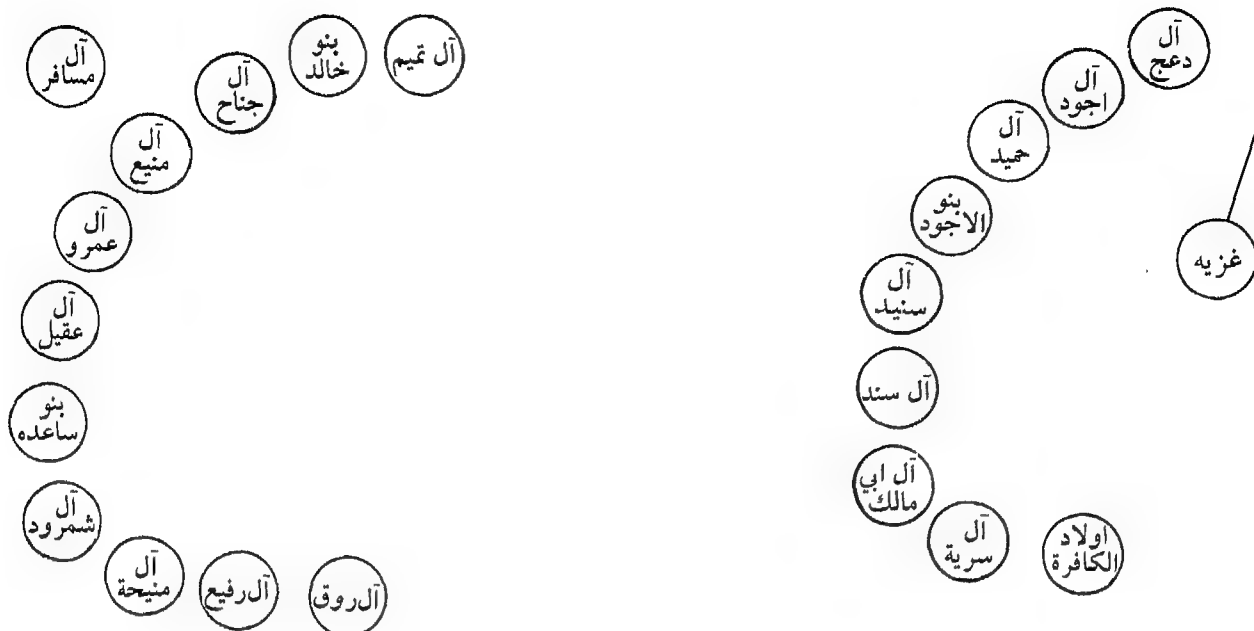 آل
دعج
آل
اجود
آل
حميد
بنو
الاجود
آل
سنيد
آل سند
آل ابي
مالك
آل
سرية
اولاد
الكافرة
غزيه
آل تميم
بنو
خالد
آل
جناح
آل
مسافر
آل
منيع
آل
عمرو
آل
عقيل
بنو
ساعده
آل
شمرود
آل
منيحة
آل رفيع
آل روق